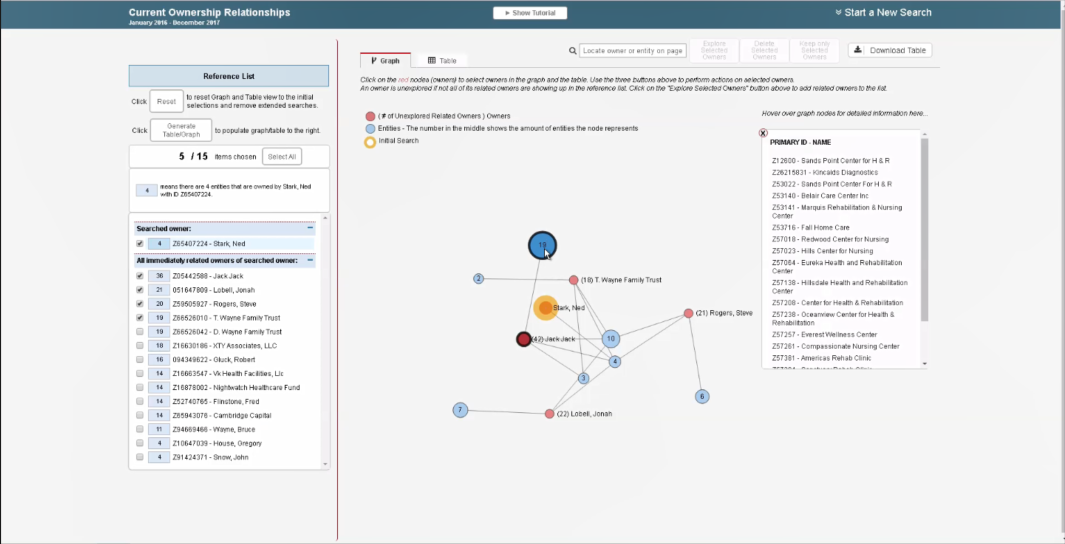 Current Ownership Relationships
January 2016 - December 2017
Show Tutorial
Start a New Search
Reference List
Click Reset to reset Graph and Table view to the initial
selections and remove extended searches.
Click Generate
Table/Graph to populate graph/table to the right.
5 / 15 items chosen Select All
4 means there are 4 entities that are owned by Stark, Ned
with ID Z65407224.
Searched owner:
4 Z65407224 - Stark, Ned
All immediately related owners of searched owner:
36 Z05442588 - Jack Jack
21 051647809 - Lobell, Jonah
20 Z59505927 - Rogers, Steve
19 Z66526010 - T. Wayne Family Trust
19 Z66526042 - D. Wayne Family Trust
18 Z16630186 - XTY Associates, LLC
16 094349622 - Gluck, Robert
14 Z16663547 - Vk Health Facilities, Llc
14 Z16878002 - Nightwatch Healthcare Fund
14 Z52740765 - Flinstone, Fred
14 Z65943076 - Cambridge Capital
11 Z94669466 - Wayne, Bruce
4 Z10647039 - House, Gregory
4 Z91424371 - Snow, John
Graph
Table
Locate owner or entity on page
Explore
Selected
Owners
Delete
Selected
Owners
Keep only
Selected
Owners
Download Table
Click on the red nodes (owners) to select owners in the graph and the table. Use the three buttons above to perform actions on selected owners.
An owner is unexplored if not all of its related owners are showing up in the reference list. Click on the "Explore Selected Owners" button above to add related owners to the list.
( # of Unexplored Related Owners ) Owners
Entities - The number in the middle shows the amount of entities the node represents
Initial Search
19
2
(18) T. Wayne Family Trust
Stark, Ned
(21) Rogers, Steve
(42) Jack Jack
10
4
3
6
7
(22) Lobell, Jonah
Hover over graph nodes for detailed information here...
X
PRIMARY ID - NAME
Z12600 - Sands Point Center for H & R
Z26215831 - Kincaids Diagnostics
Z53022 - Sands Point Center For H & R
Z53140 - Belair Care Center Inc
Z53141 - Marquis Rehabilitation & Nursing
Center
Z53716 - Fall Home Care
Z57018 - Redwood Center for Nursing
Z57023 - Hills Center for Nursing
Z57064 - Eureka Health and Rehabilitation
Center
Z57138 - Hillsdale Health and Rehabilitation
Center
Z57208 - Center for Health & Rehabilitation
Z57238 - Oceanview Center for Health &
Rehabilitation
Z57257 - Everest Wellness Center
Z57261 - Compassionate Nursing Center
Z57361 - Americas Rehab Clinic